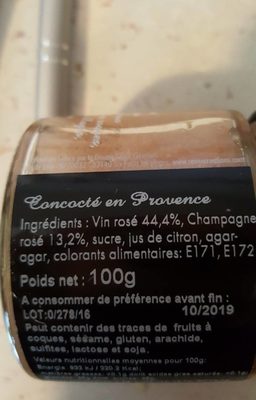 Concocté en Provence
Ingrédients : Vin rosé 44,4%, Champagne
rosé 13,2%, sucre, jus de citron, agar-
agar, colorants alimentaires: E171, E172
Poids net : 100g
A consommer de préférence avant fin :
LOT:0/278/16 10/2019
Peut contenir des traces de fruits à
coques, sésame, gluten, arachide,
sulfites, lactose et soja.
Valeurs nutritionnelles moyennes pour 100g: